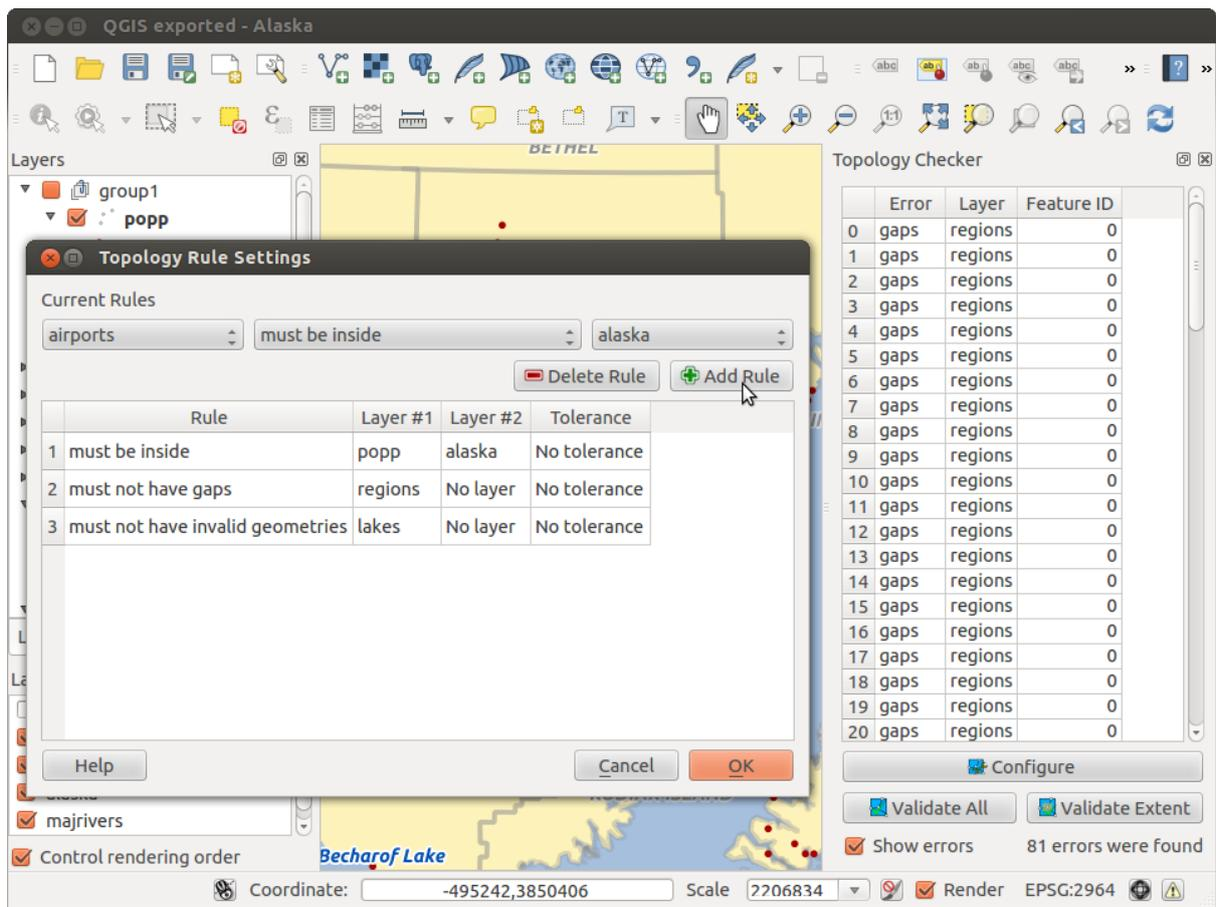 QGIS exported - Alaska
abc
ab
ab
abc
abc
»
?
»
ε
T
1:1
Layers
group1
popp
BETHEL
Topology Checker
Error Layer Feature ID
0 gaps regions 0
1 gaps regions 0
2 gaps regions 0
3 gaps regions 0
4 gaps regions 0
5 gaps regions 0
6 gaps regions 0
7 gaps regions 0
8 gaps regions 0
9 gaps regions 0
10 gaps regions 0
11 gaps regions 0
12 gaps regions 0
13 gaps regions 0
14 gaps regions 0
15 gaps regions 0
16 gaps regions 0
17 gaps regions 0
18 gaps regions 0
19 gaps regions 0
20 gaps regions 0
Configure
Validate All Validate Extent
Show errors 81 errors were found
Topology Rule Settings
Current Rules
airports must be inside alaska
Delete Rule Add Rule
Rule Layer #1 Layer #2 Tolerance
1 must be inside popp alaska No tolerance
2 must not have gaps regions No layer No tolerance
3 must not have invalid geometries lakes No layer No tolerance
Help Cancel OK
majrivers
Control rendering order
Becharof Lake
Coordinate: -495242,3850406 Scale 2206834 Render EPSG:2964